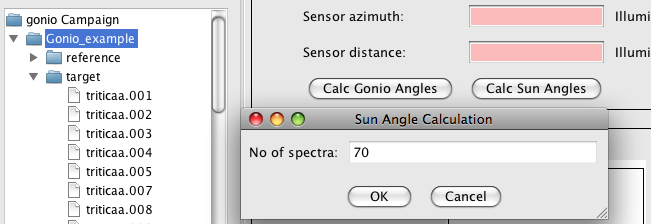 gonio Campaign
Gonio_example
reference
target
triticaa.001
triticaa.002
triticaa.003
triticaa.004
triticaa.005
triticaa.007
triticaa.008
Sensor azimuth:
Illumi
Sensor distance:
Illumi
Calc Gonio Angles
Calc Sun Angles
Sun Angle Calculation
No of spectra: 70
OK
Cancel